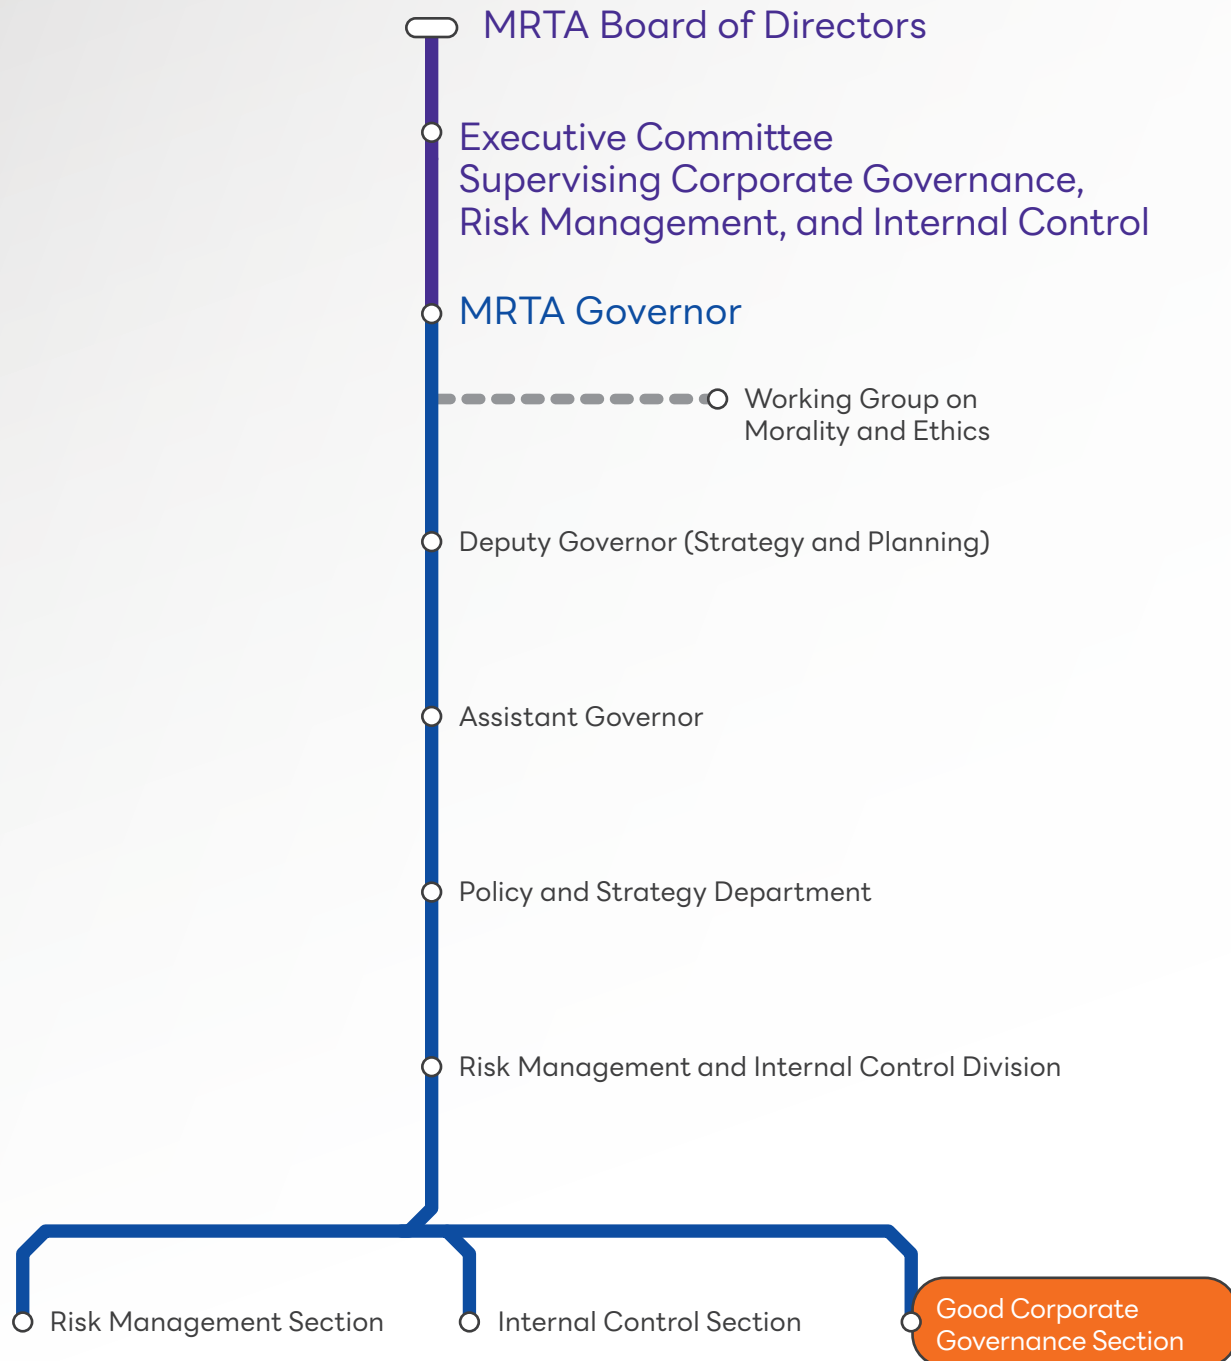 MRTA Board of Directors
Executive Committee
Supervising Corporate Governance,
Risk Management, and Internal Control
MRTA Governor
Working Group on
Morality and Ethics
Deputy Governor (Strategy and Planning)
Assistant Governor
Policy and Strategy Department
Risk Management and Internal Control Division
Risk Management Section
Internal Control Section
Good Corporate
Governance Section